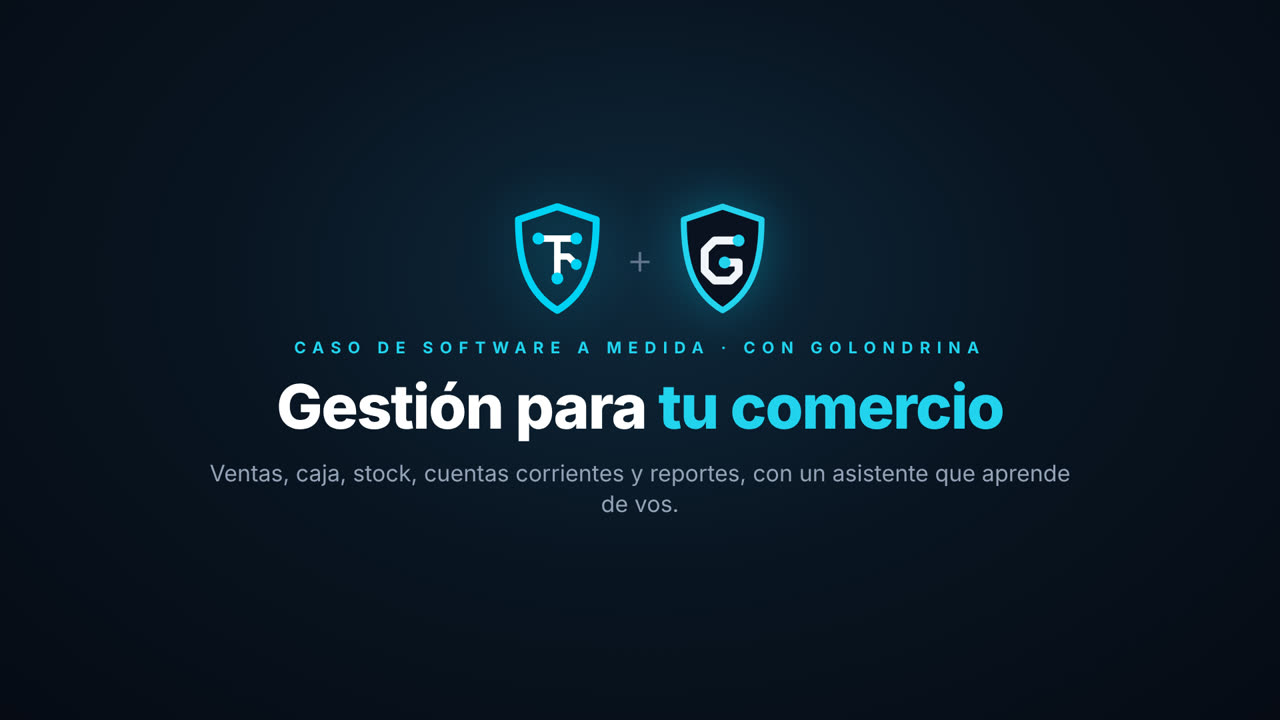 TF + G
CASO DE SOFTWARE A MEDIDA · CON GOLONDRINA
Gestión para tu comercio
Ventas, caja, stock, cuentas corrientes y reportes, con un asistente que aprende
de vos.